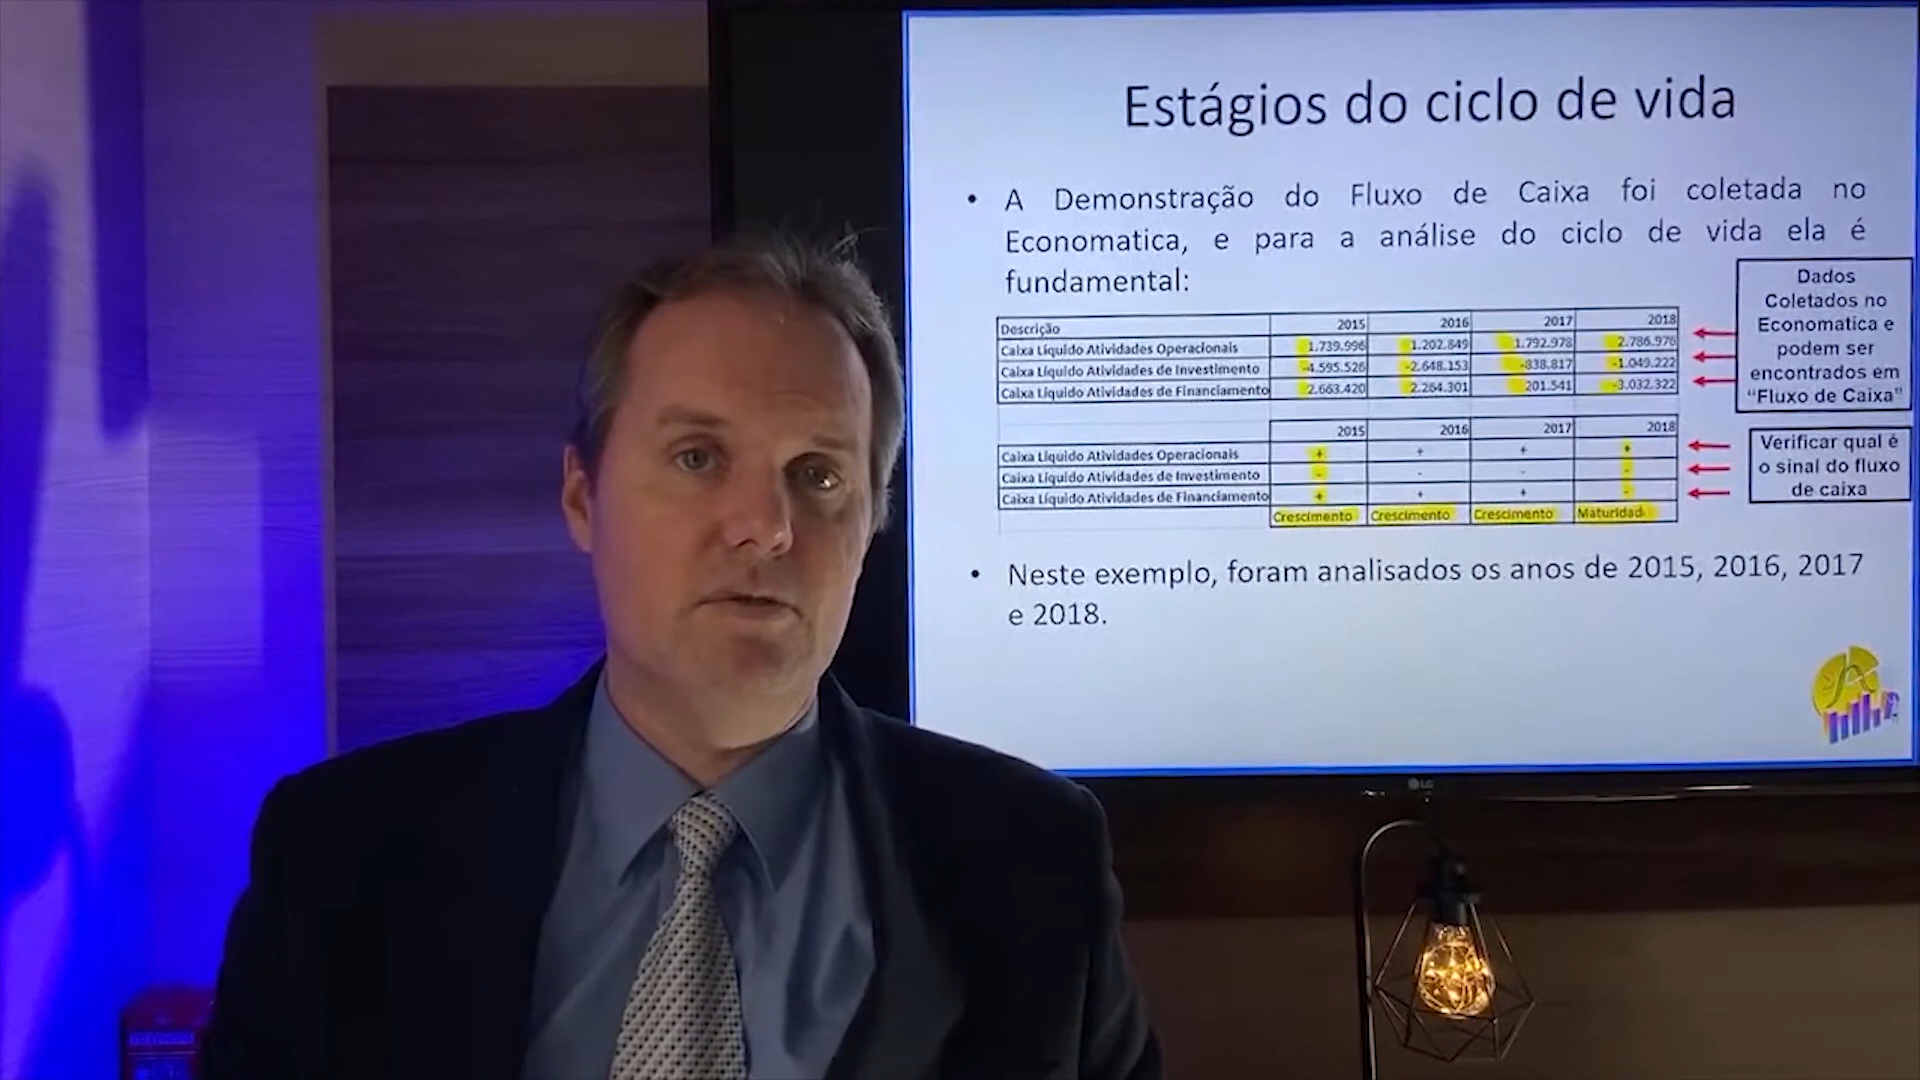 Estágios do ciclo de vida
• A Demonstração do Fluxo de Caixa foi coletada no
Economatica, e para a análise do ciclo de vida ela é
fundamental:
Descrição 2015 2016 2017 2018
Caixa Líquido Atividades Operacionais 1.739.996 1.202.849 1.792.978 2.786.976
Caixa Líquido Atividades de Investimento -4.595.526 -2.648.153 -838.817 -1.049.222
Caixa Líquido Atividades de Financiamento 2.663.420 2.264.301 201.541 -3.032.322
Dados
Coletados no
Economatica e
podem ser
encontrados em
“Fluxo de Caixa”
2015 2016 2017 2018
Caixa Líquido Atividades Operacionais + + + +
Caixa Líquido Atividades de Investimento - - - -
Caixa Líquido Atividades de Financiamento + + + -
Crescimento Crescimento Crescimento Maturidad
Verificar qual é
o sinal do fluxo
de caixa
• Neste exemplo, foram analisados os anos de 2015, 2016, 2017
e 2018.
LG